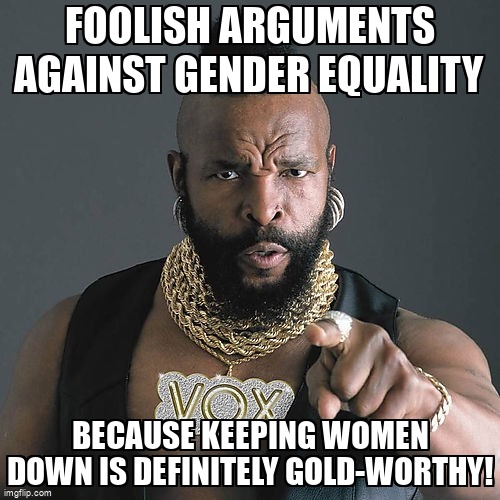 FOOLISH ARGUMENTS
AGAINST GENDER EQUALITY
VOX
BECAUSE KEEPING WOMEN
DOWN IS DEFINITELY GOLD-WORTHY!
imgflip.com